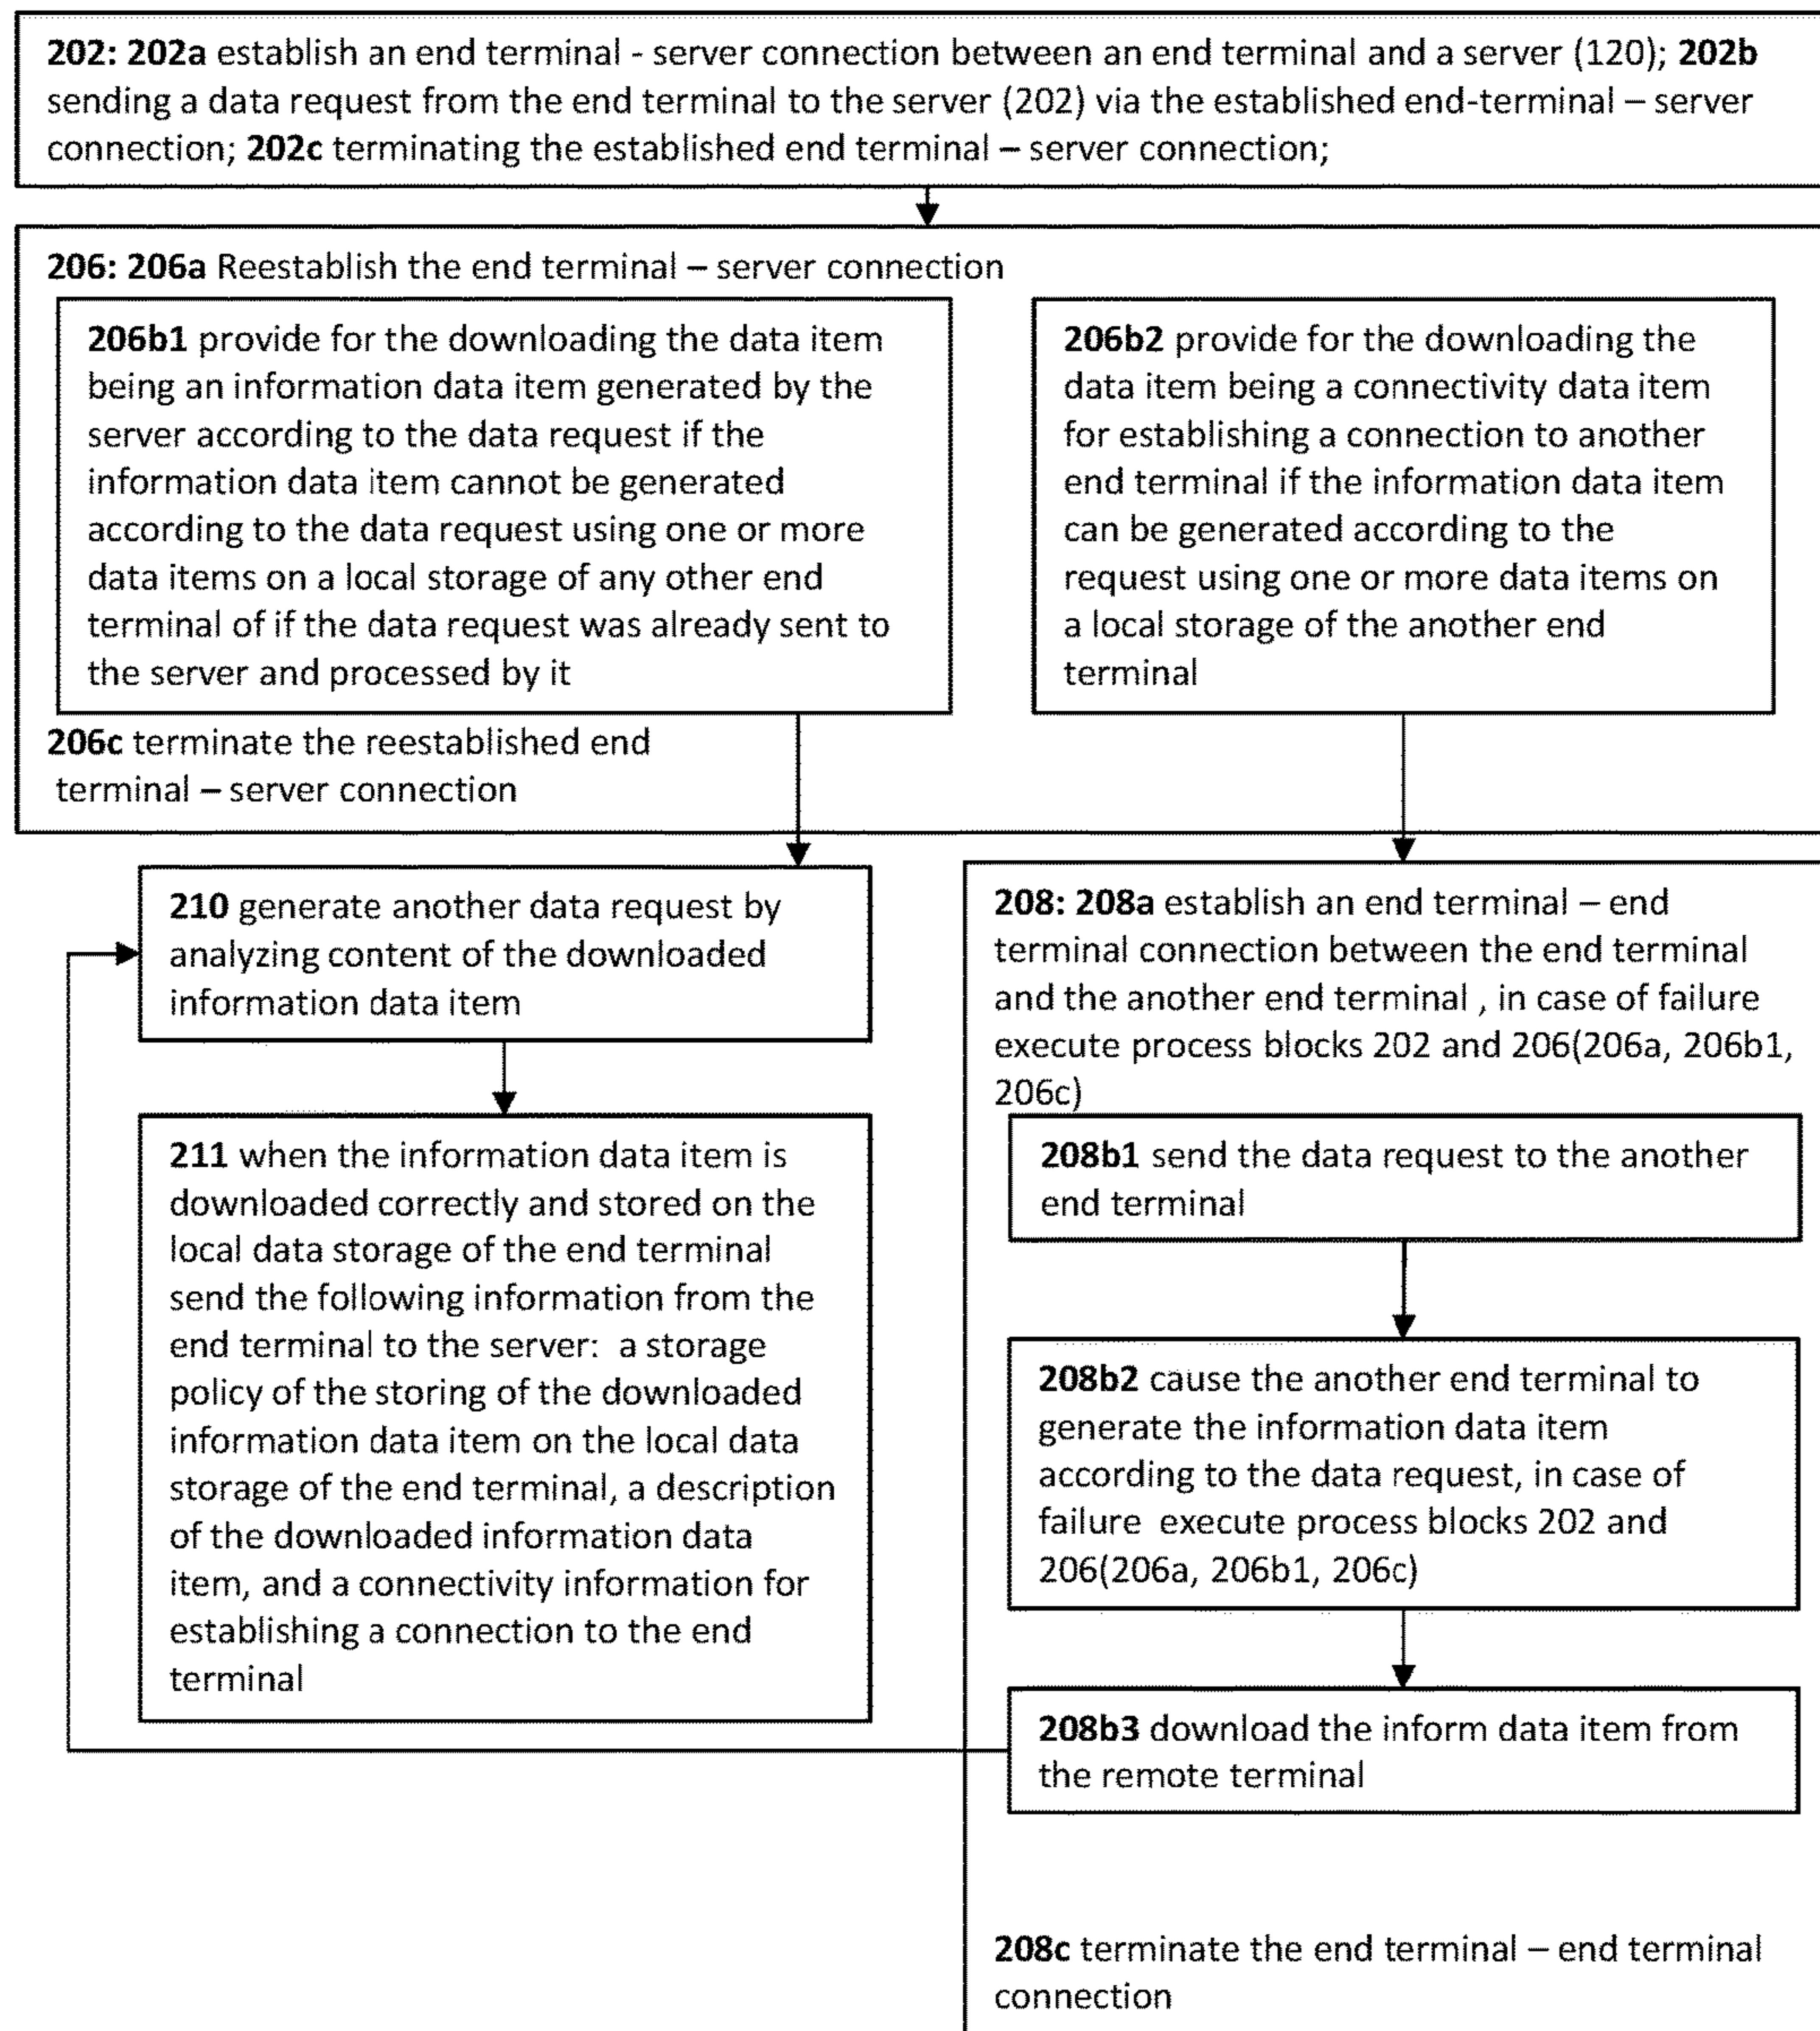 202: 202a establish an end terminal - server connection between an end terminal and a server (120); 202b
sending a data request from the end terminal to the server (202) via the established end-terminal – server
connection; 202c terminating the established end terminal – server connection;
206: 206a Reestablish the end terminal – server connection
206b1 provide for the downloading the data item
being an information data item generated by the
server according to the data request if the
information data item cannot be generated
according to the data request using one or more
data items on a local storage of any other end
terminal of if the data request was already sent to
the server and processed by it
206b2 provide for the downloading the
data item being a connectivity data item
for establishing a connection to another
end terminal if the information data item
can be generated according to the
request using one or more data items on
a local storage of the another end
terminal
206c terminate the reestablished end
terminal – server connection
210 generate another data request by
analyzing content of the downloaded
information data item
211 when the information data item is
downloaded correctly and stored on the
local data storage of the end terminal
send the following information from the
end terminal to the server: a storage
policy of the storing of the downloaded
information data item on the local data
storage of the end terminal, a description
of the downloaded information data
item, and a connectivity information for
establishing a connection to the end
terminal
208: 208a establish an end terminal – end
terminal connection between the end terminal
and the another end terminal , in case of failure
execute process blocks 202 and 206(206a, 206b1,
206c)
208b1 send the data request to the another
end terminal
208b2 cause the another end terminal to
generate the information data item
according to the data request, in case of
failure execute process blocks 202 and
206(206a, 206b1, 206c)
208b3 download the inform data item from
the remote terminal
208c terminate the end terminal – end terminal
connection